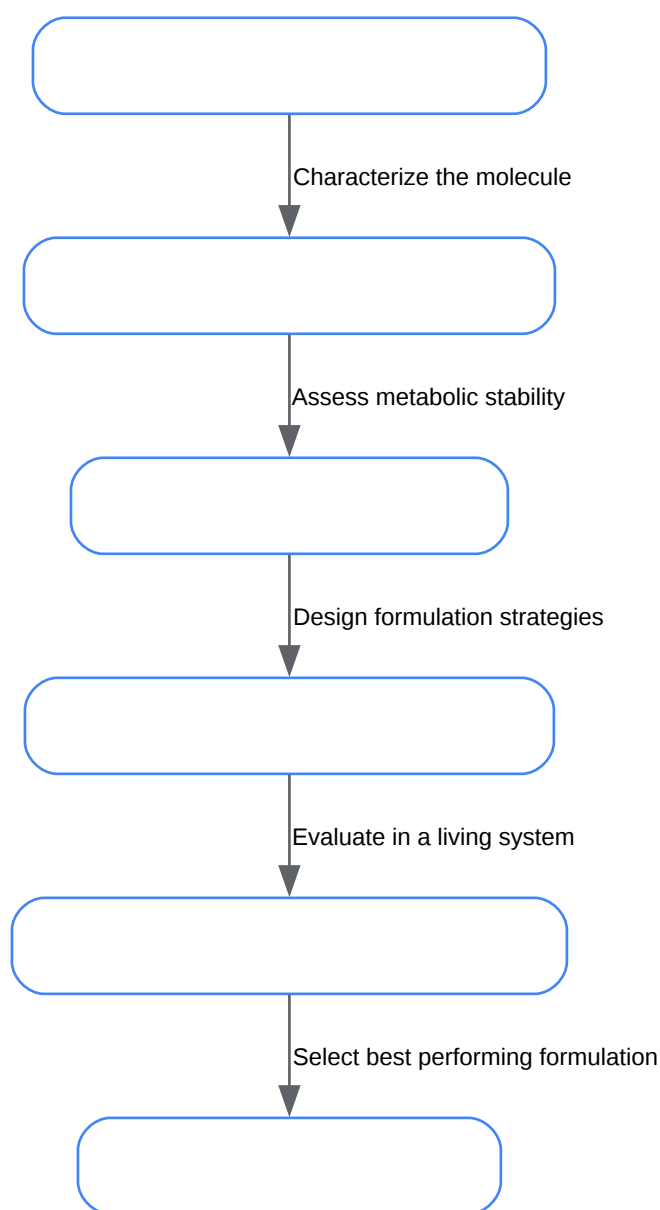 Characterize the molecule
Assess metabolic stability
Design formulation strategies
Evaluate in a living system
Select best performing formulation